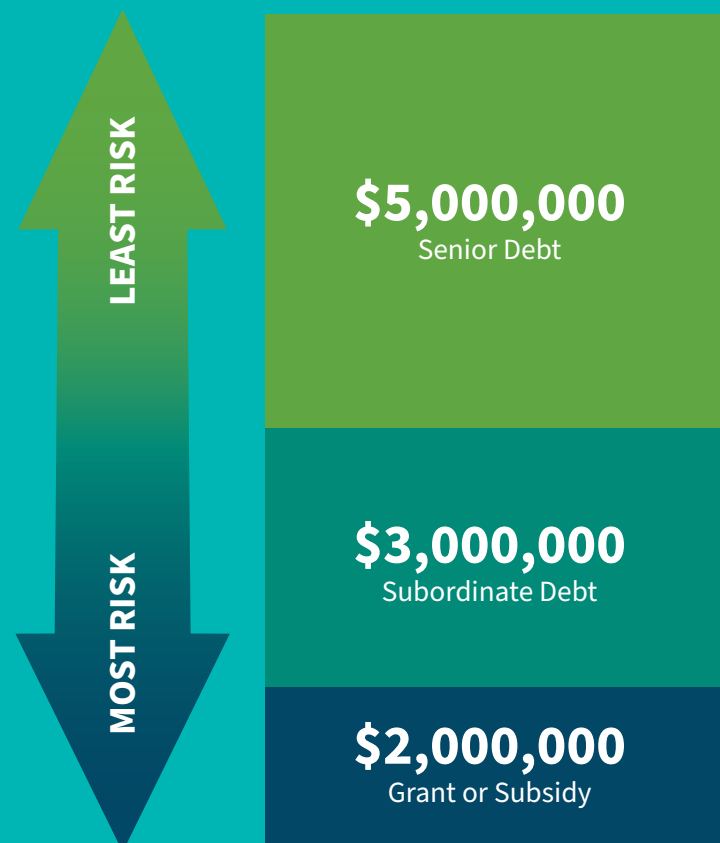 LEAST RISK
MOST RISK
$5,000,000
Senior Debt
$3,000,000
Subordinate Debt
$2,000,000
Grant or Subsidy